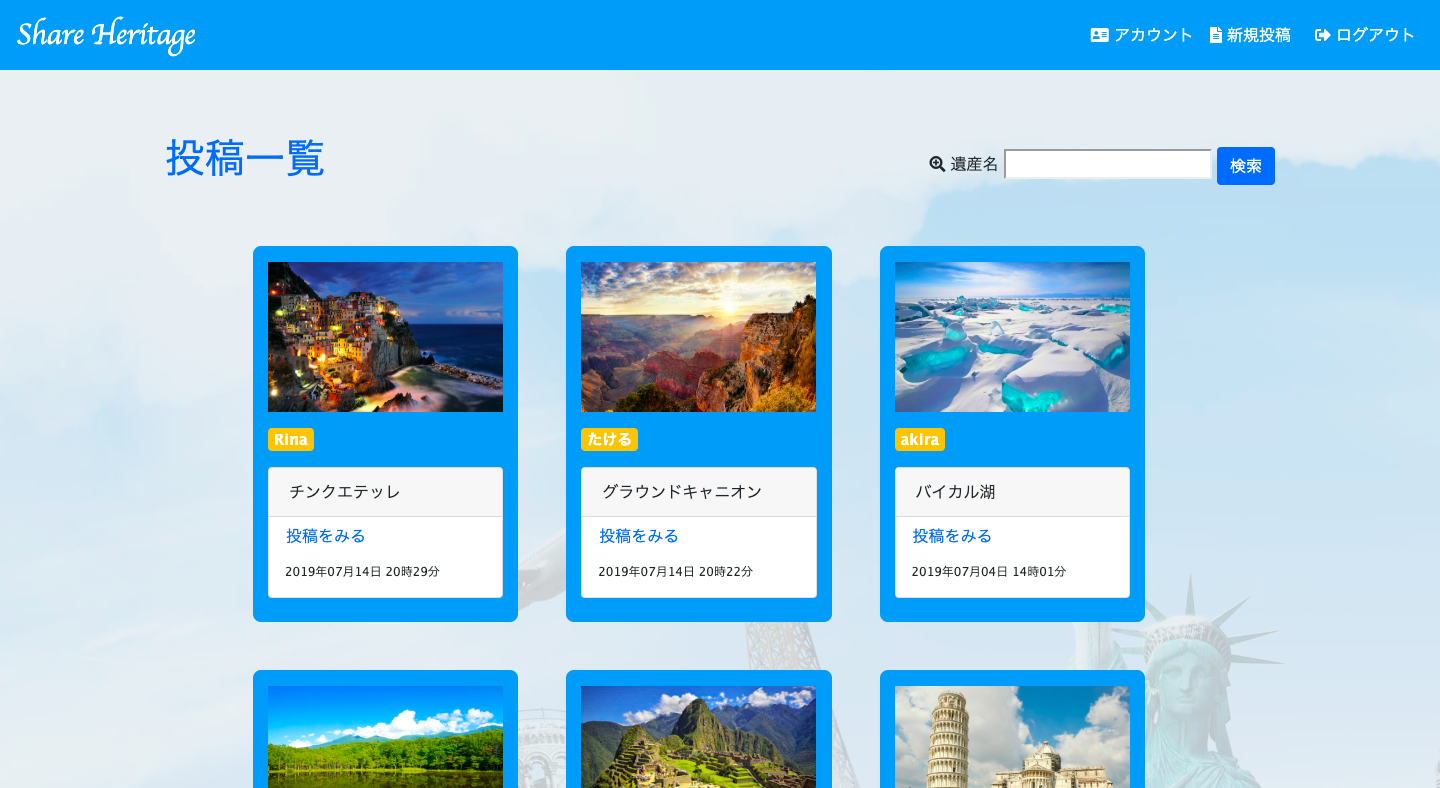 Share Heritage
アカウント 新規投稿 ログアウト
投稿一覧
遺産名 検索
Rina たける akira
チンクエテッレ グラウンドキャニオン バイカル湖
投稿をみる 投稿をみる 投稿をみる
2019年07月14日 20時29分 2019年07月14日 20時22分 2019年07月04日 14時01分